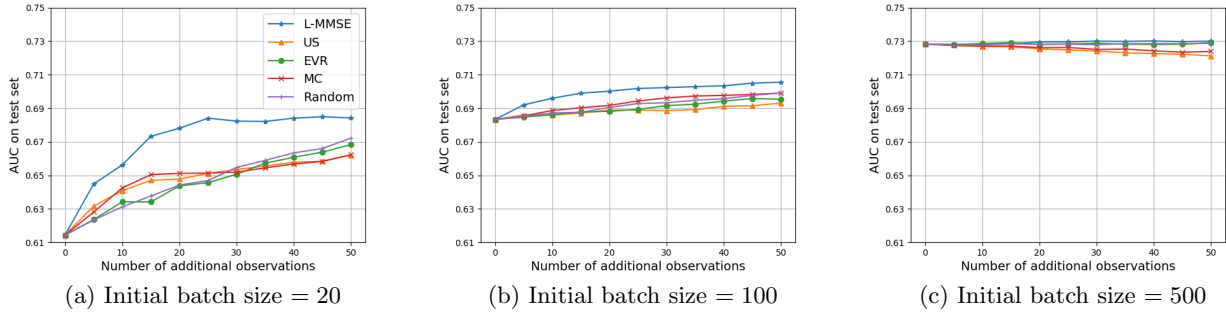 0.75
0.73
0.71
0.69
0.67
0.65
0.63
0.61
AUC on test set
L-MMSE
US
EVR
MC
Random
0 10 20 30 40 50
Number of additional observations
(a) Initial batch size = 20
0.75
0.73
0.71
0.69
0.67
0.65
0.63
0.61
AUC on test set
0 10 20 30 40 50
Number of additional observations
(b) Initial batch size = 100
0.75
0.73
0.71
0.69
0.67
0.65
0.63
0.61
AUC on test set
0 10 20 30 40 50
Number of additional observations
(c) Initial batch size = 500